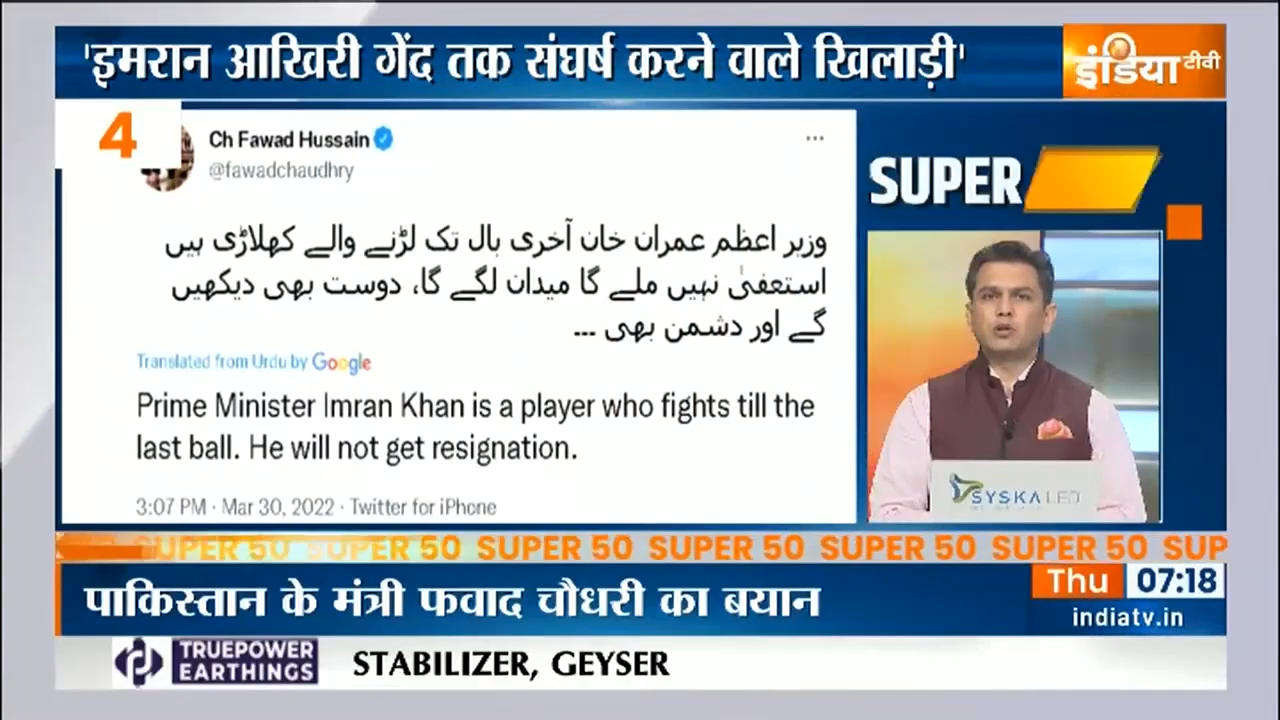 'इमरान आखिरी गेंद तक संघर्ष करने वाले खिलाड़ी'
इंडिया टीवी
4
Ch Fawad Hussain
@fawadchaudhry
وزیر اعظم عمران خان آخری بال تک لڑنے والے کھلاڑی ہیں
استعفیٰ نہیں ملے گا میدان لگے گا، دوست بھی دیکھیں
گے اور دشمن بھی ...
Translated from Urdu by Google
Prime Minister Imran Khan is a player who fights till the
last ball. He will not get resignation.
3:07 PM · Mar 30, 2022 · Twitter for iPhone
SUPER
SYSKA LED
SUPER 50 SUPER 50 SUPER 50 SUPER 50 SUPER 50 SUPER 50 SUP
पाकिस्तान के मंत्री फवाद चौधरी का बयान
Thu 07:18
indiatv.in
TRUEPOWER
EARTHINGS
STABILIZER, GEYSER